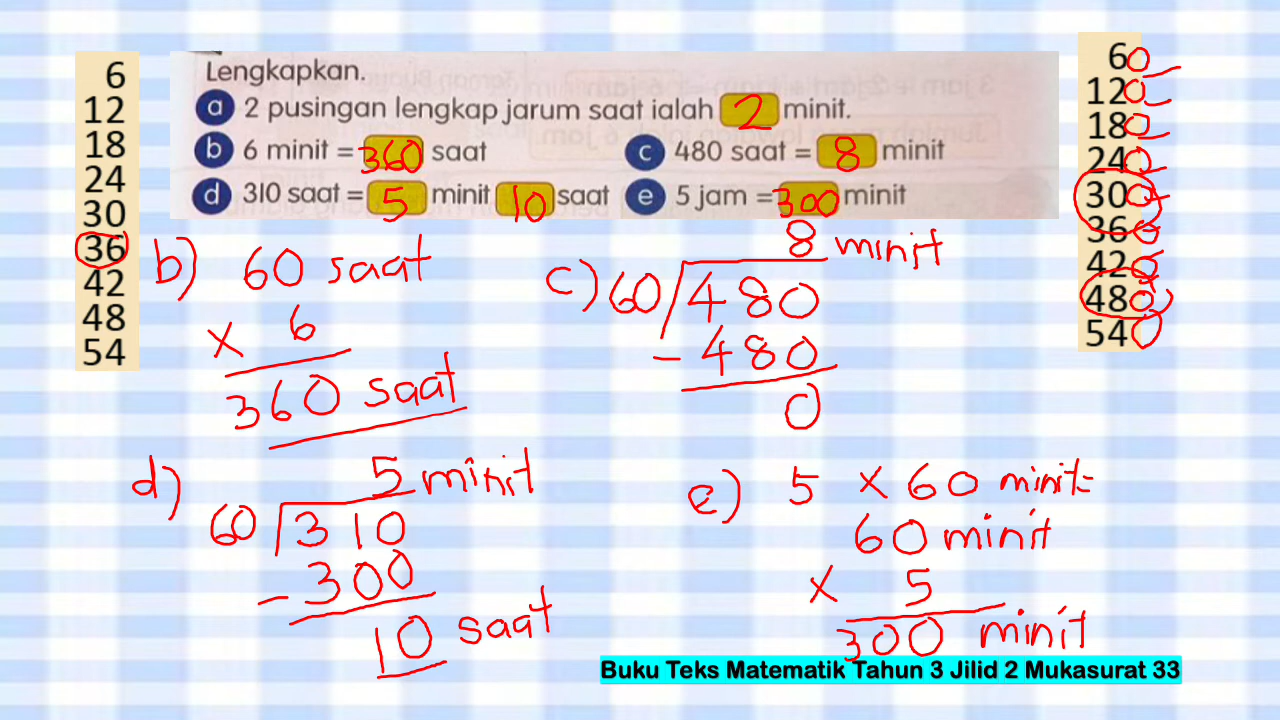 6
12
18
24
30
36
42
48
54
Lengkapkan.
a 2 pusingan lengkap jarum saat ialah 2 minit.
b 6 minit = 360 saat
c 480 saat = 8 minit
d 310 saat = 5 minit 10 saat
e 5 jam = 300 minit
60
120
180
240
300
360
420
480
540
b) 60 saat
x 6
360 saat
8 minit
c) 60 480
- 480
0
5 minit
d) 60 310
- 300
10 saat
e) 5 x 60 minit =
60 minit
x 5
300 minit
Buku Teks Matematik Tahun 3 Jilid 2 Mukasurat 33